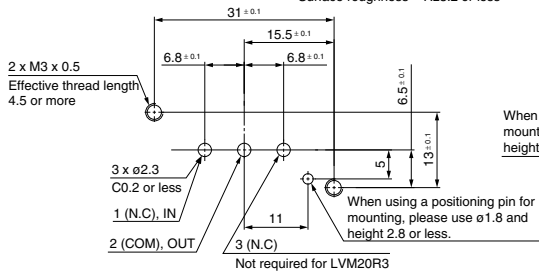 31 ± 0.1
15.5 ± 0.1
6.8 ± 0.1
6.8 ± 0.1
2 x M3 x 0.5
Effective thread length
4.5 or more
6.5 ± 0.1
13 ± 0.1
When
mount
height
3 x ø2.3
C0.2 or less
5
1 (N.C), IN
11
When using a positioning pin for
mounting, please use ø1.8 and
height 2.8 or less.
2 (COM), OUT
3 (N.C)
Not required for LVM20R3